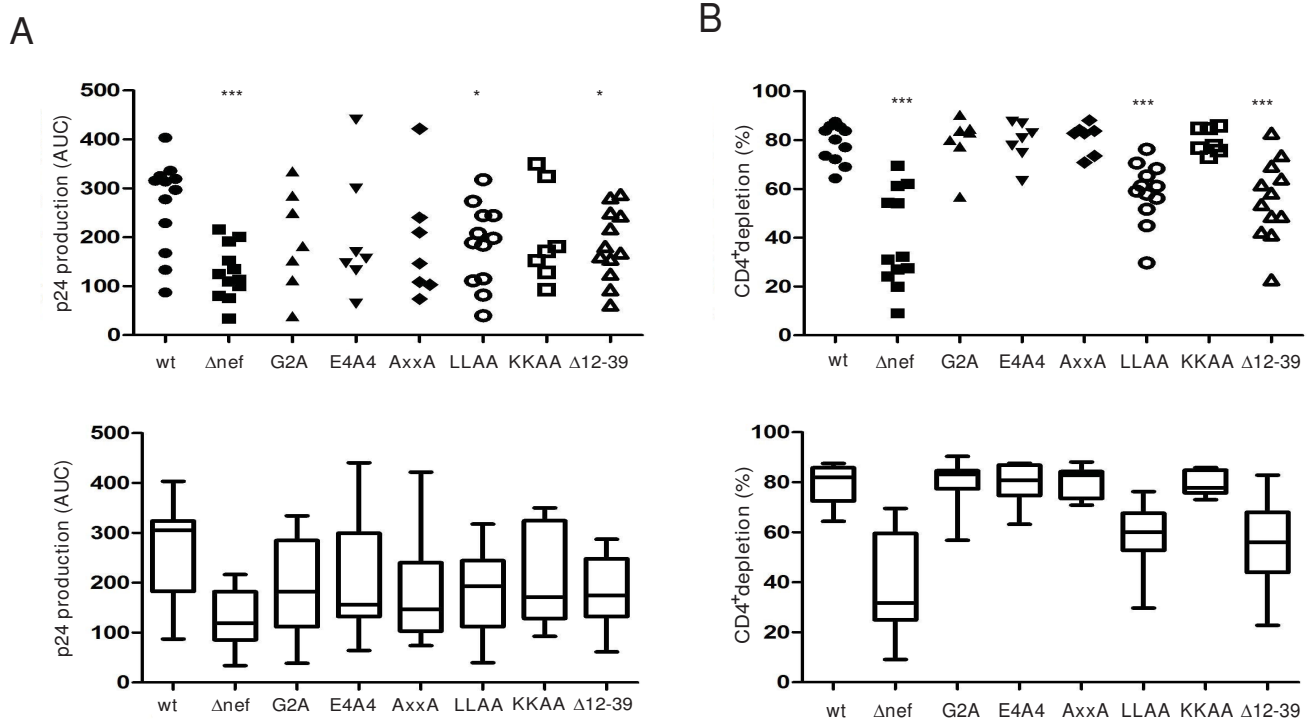 A
p24 production (AUC)
500
400
300
200
100
0
*** * *
wt Δnef G2A E4A4 AxxA LLAA KKAA Δ12-39
B
CD4+depletion (%)
100
80
60
40
20
0
*** *** ***
wt Δnef G2A E4A4 AxxA LLAA KKAA Δ12-39
p24 production (AUC)
500
400
300
200
100
0
wt Δnef G2A E4A4 AxxA LLAA KKAA Δ12-39
CD4+depletion (%)
100
80
60
40
20
0
wt Δnef G2A E4A4 AxxA LLAA KKAA Δ12-39